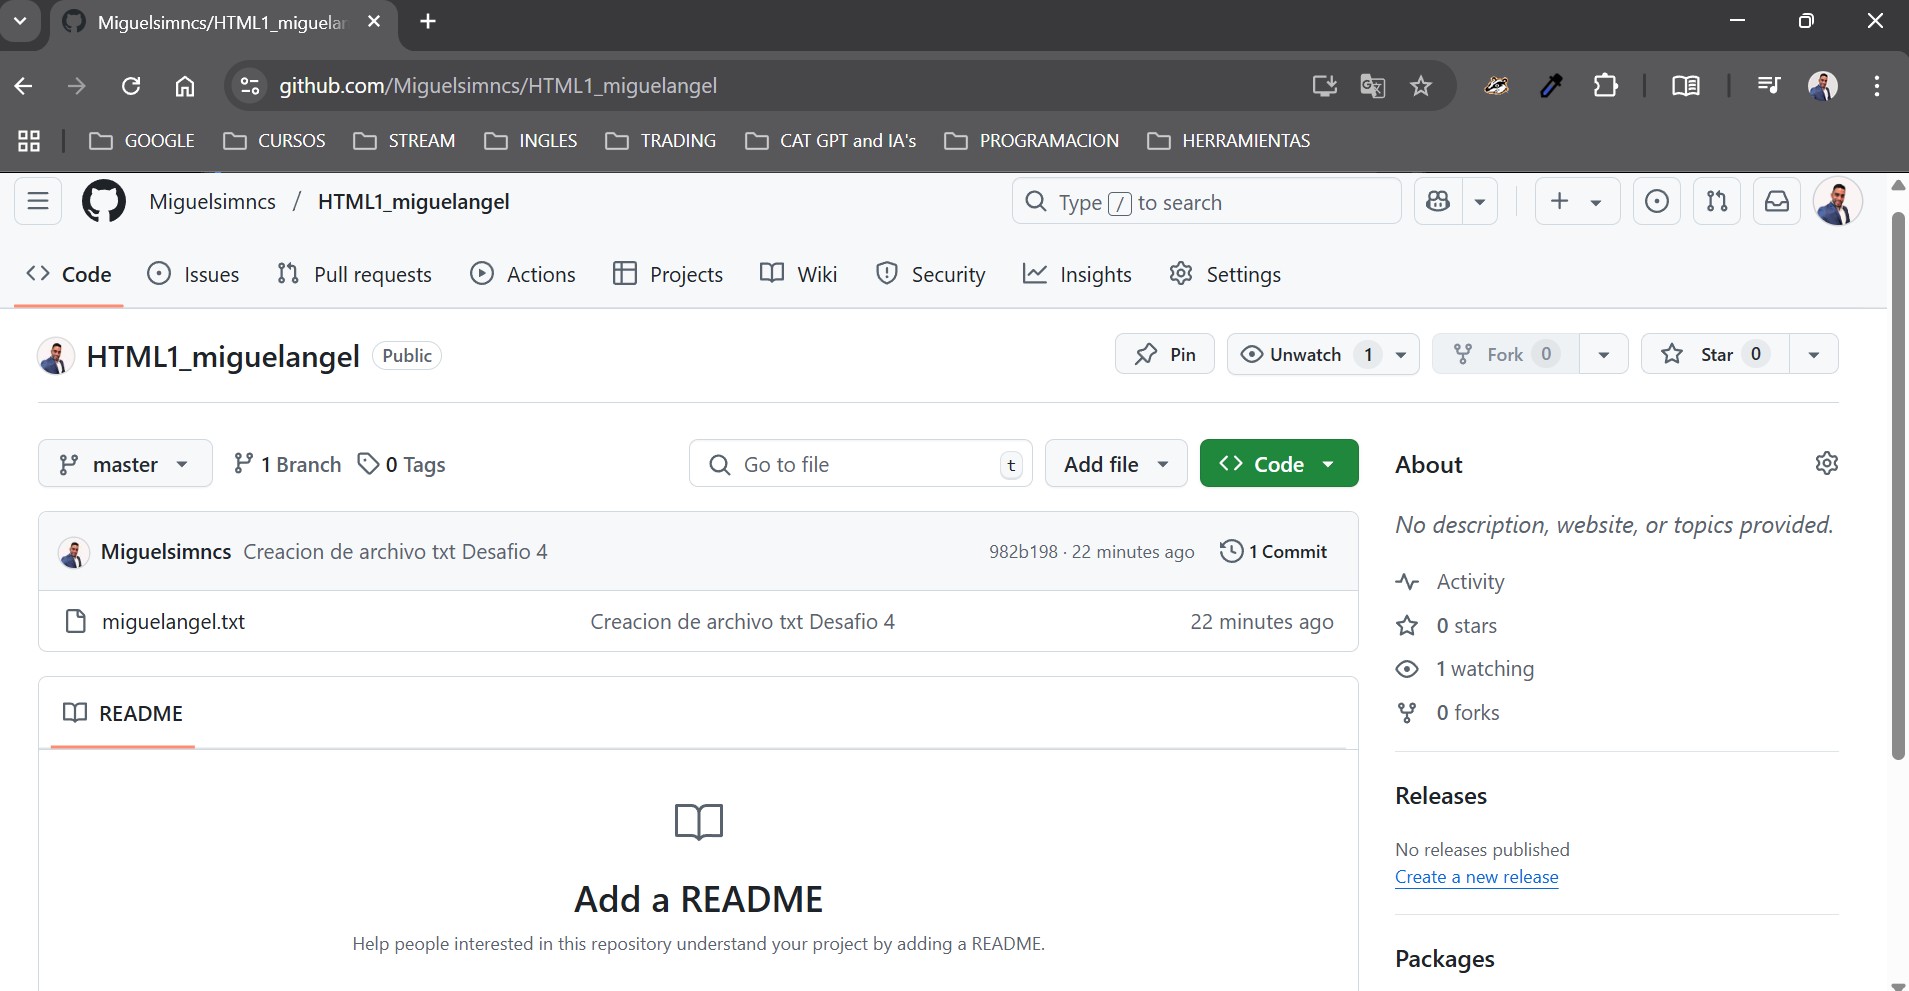 Miguelsimncs/HTML1_miguelar
github.com/Miguelsimncs/HTML1_miguelangel
GOOGLE CURSOS STREAM INGLES TRADING CAT GPT and IA's PROGRAMACION HERRAMIENTAS
Miguelsimncs / HTML1_miguelangel Type / to search
Code Issues Pull requests Actions Projects Wiki Security Insights Settings
HTML1_miguelangel Public Pin Unwatch 1 Fork 0 Star 0
master 1 Branch 0 Tags Go to file t Add file Code About
No description, website, or topics provided.
Miguelsimncs Creacion de archivo txt Desafio 4 982b198 · 22 minutes ago 1 Commit
Activity
miguelangel.txt Creacion de archivo txt Desafio 4 22 minutes ago
0 stars
1 watching
README
0 forks
Releases
No releases published
Create a new release
Add a README
Help people interested in this repository understand your project by adding a README.
Packages